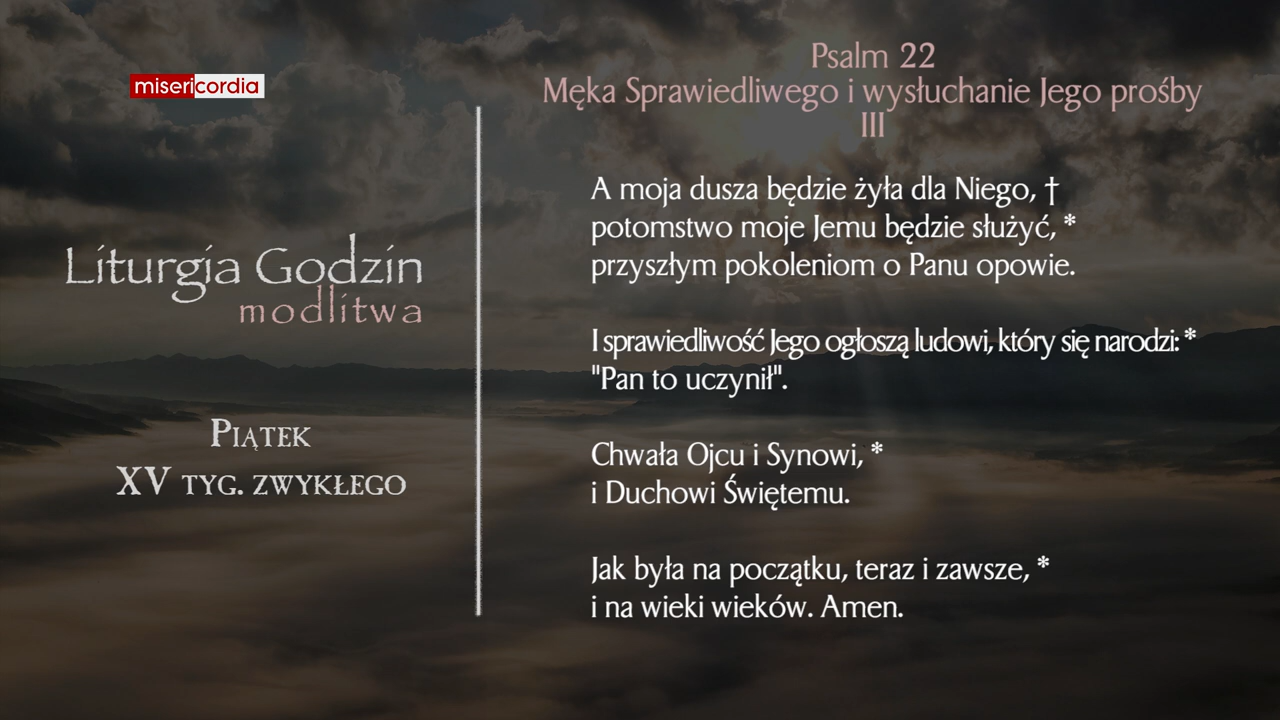 misericordia
Liturgia Godzin
modlitwa
Piątek
XV tyg. zwykłego
Psalm 22
Męka Sprawiedliwego i wysłuchanie Jego prośby
III
A moja dusza będzie żyła dla Niego, †
potomstwo moje Jemu będzie służyć, *
przyszłym pokoleniom o Panu opowie.
I sprawiedliwość Jego ogłoszą ludowi, który się narodzi: *
"Pan to uczynił".
Chwała Ojcu i Synowi, *
i Duchowi Świętemu.
Jak była na początku, teraz i zawsze, *
i na wieki wieków. Amen.